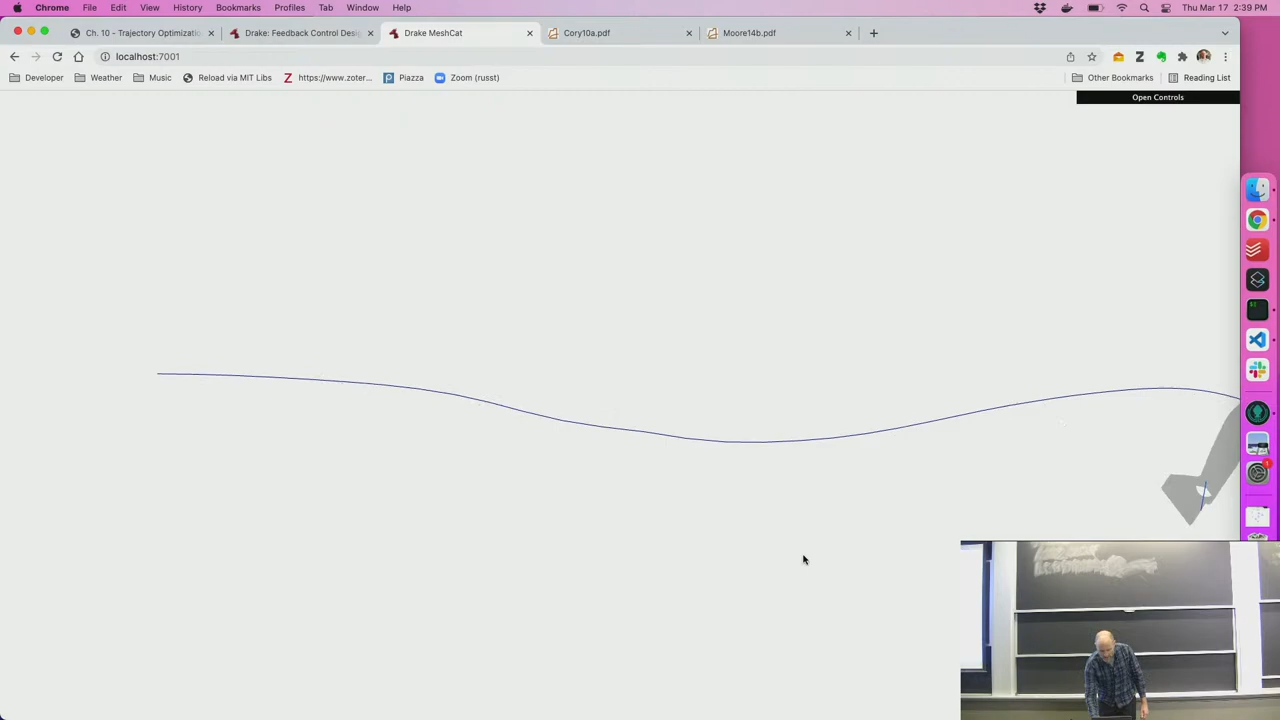 Chrome File Edit View History Bookmarks Profiles Tab Window Help Thu Mar 17 2:39 PM
Ch. 10 - Trajectory Optimizatio Drake: Feedback Control Desig Drake MeshCat Cory10a.pdf Moore14b.pdf
localhost:7001
Developer Weather Music Reload via MIT Libs https://www.zoter... Piazza Zoom (russt) Other Bookmarks Reading List
Open Controls